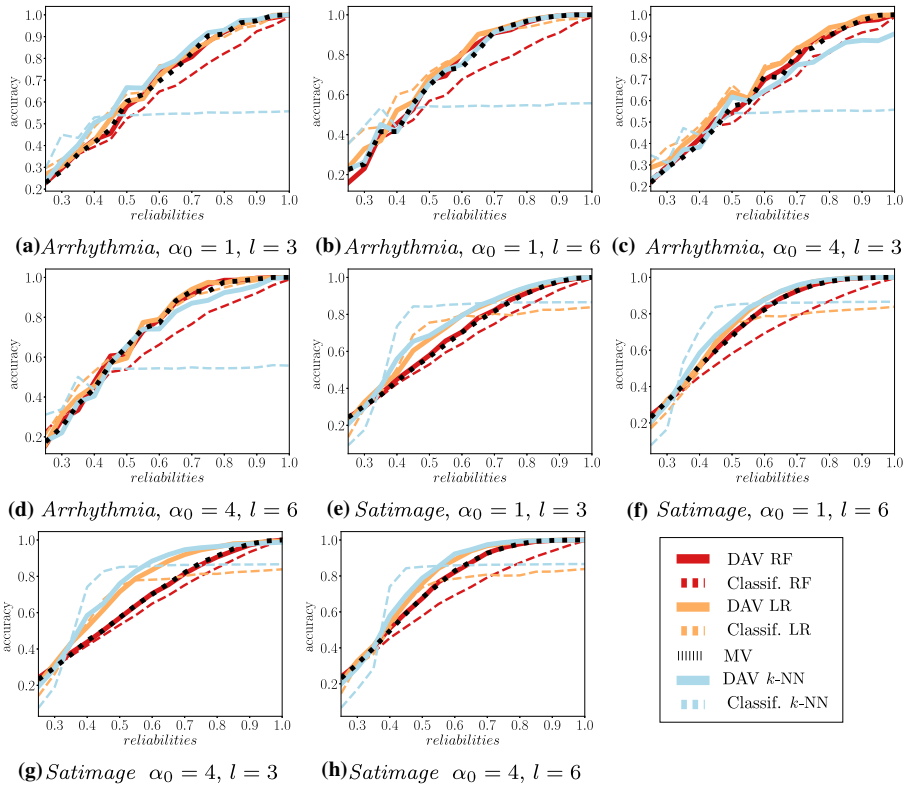 1.0
0.9
0.8
0.7
0.6
0.5
0.4
0.3
0.2
accuracy
0.3 0.4 0.5 0.6 0.7 0.8 0.9 1.0
reliabilities
(a) Arrhythmia, α₀ = 1, l = 3
1.0
0.8
0.6
0.4
0.2
accuracy
0.3 0.4 0.5 0.6 0.7 0.8 0.9 1.0
reliabilities
(b) Arrhythmia, α₀ = 1, l = 6
1.0
0.9
0.8
0.7
0.6
0.5
0.4
0.3
0.2
accuracy
0.3 0.4 0.5 0.6 0.7 0.8 0.9 1.0
reliabilities
(c) Arrhythmia, α₀ = 4, l = 3
1.0
0.8
0.6
0.4
0.2
accuracy
0.3 0.4 0.5 0.6 0.7 0.8 0.9 1.0
reliabilities
(d) Arrhythmia, α₀ = 4, l = 6
1.0
0.8
0.6
0.4
0.2
accuracy
0.3 0.4 0.5 0.6 0.7 0.8 0.9 1.0
reliabilities
(e) Satimage, α₀ = 1, l = 3
1.0
0.8
0.6
0.4
0.2
accuracy
0.3 0.4 0.5 0.6 0.7 0.8 0.9 1.0
reliabilities
(f) Satimage, α₀ = 1, l = 6
1.0
0.8
0.6
0.4
0.2
accuracy
0.3 0.4 0.5 0.6 0.7 0.8 0.9 1.0
reliabilities
(g) Satimage α₀ = 4, l = 3
1.0
0.8
0.6
0.4
0.2
accuracy
0.3 0.4 0.5 0.6 0.7 0.8 0.9 1.0
reliabilities
(h) Satimage α₀ = 4, l = 6
DAV RF
Classif. RF
DAV LR
Classif. LR
MV
DAV k-NN
Classif. k-NN